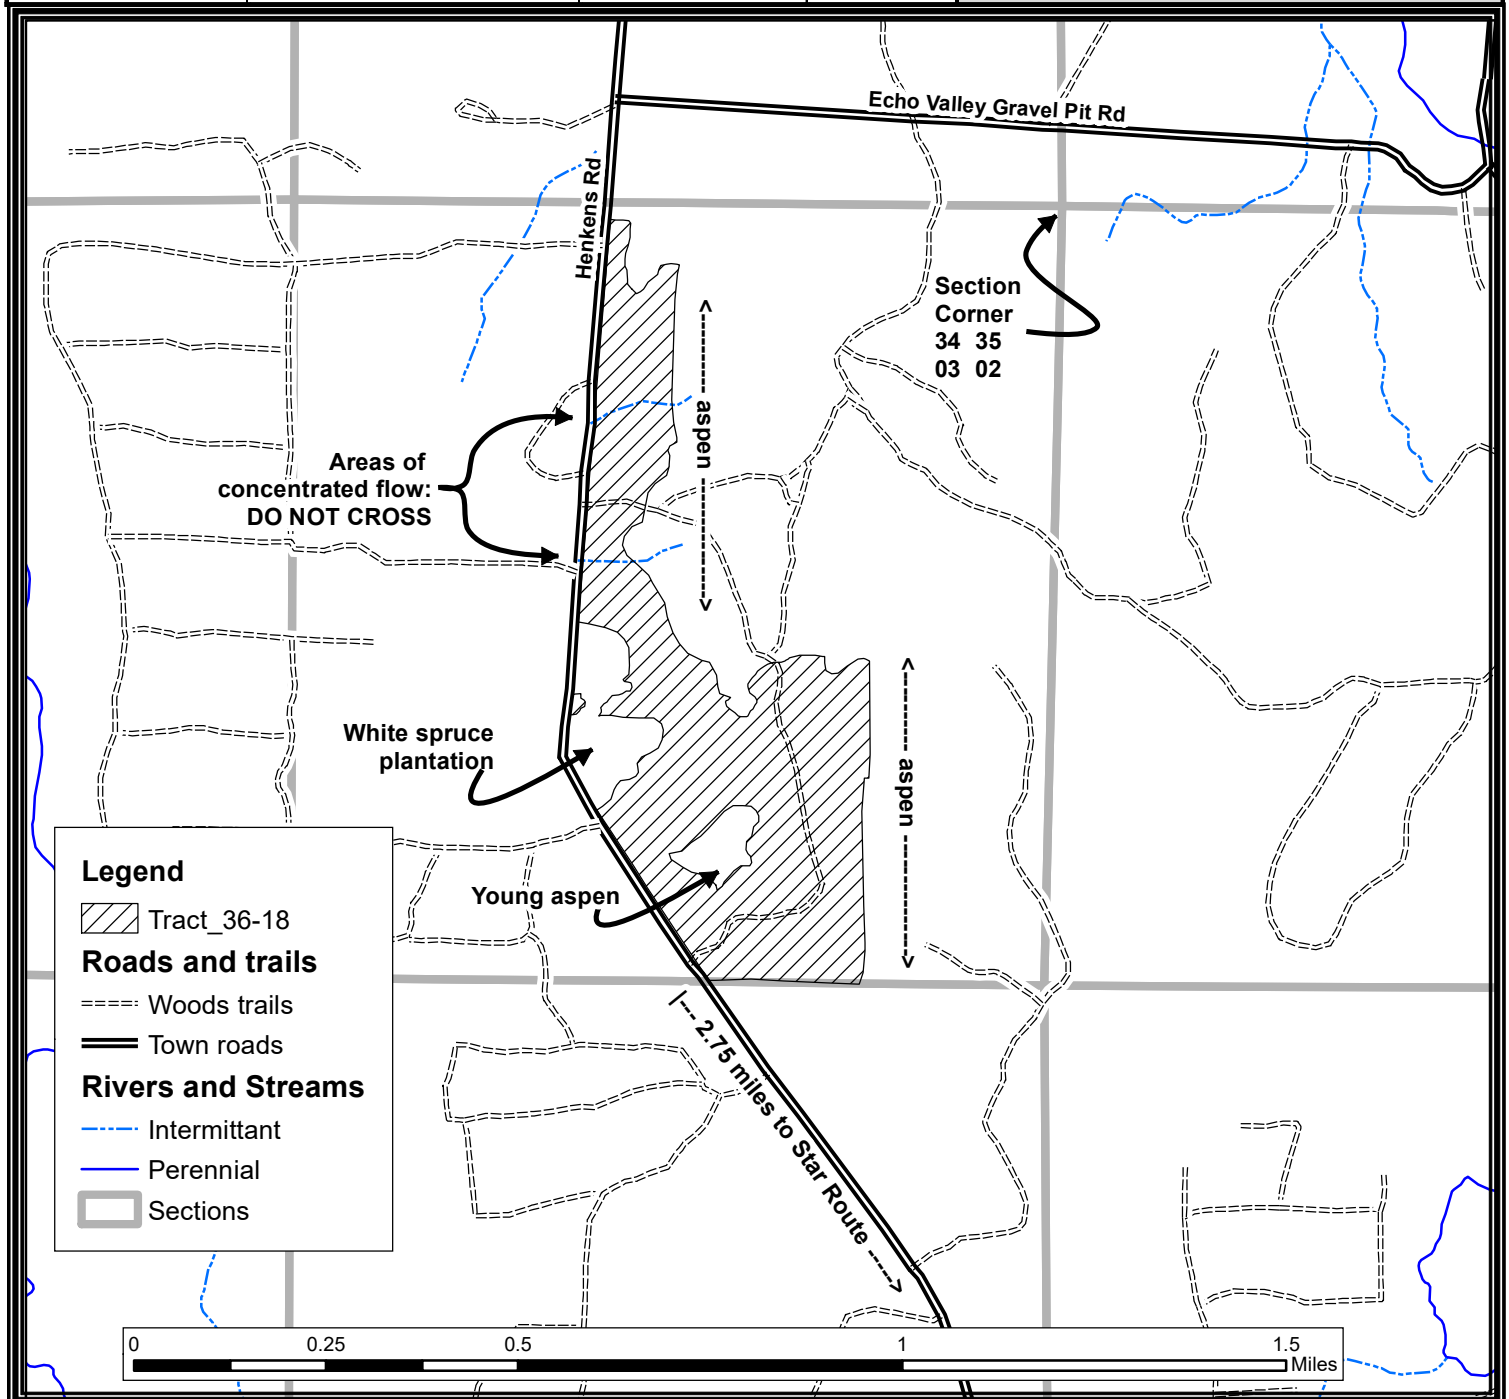 Echo Valley Gravel Pit Rd
Henkens Rd
Section
Corner
34 35
03 02
aspen
Areas of
concentrated flow:
DO NOT CROSS
White spruce
plantation
aspen
Young aspen
2.75 miles to Star Route
Legend
Tract_36-18
Roads and trails
Woods trails
Town roads
Rivers and Streams
Intermittant
Perennial
Sections
0 0.25 0.5 1 1.5
Miles